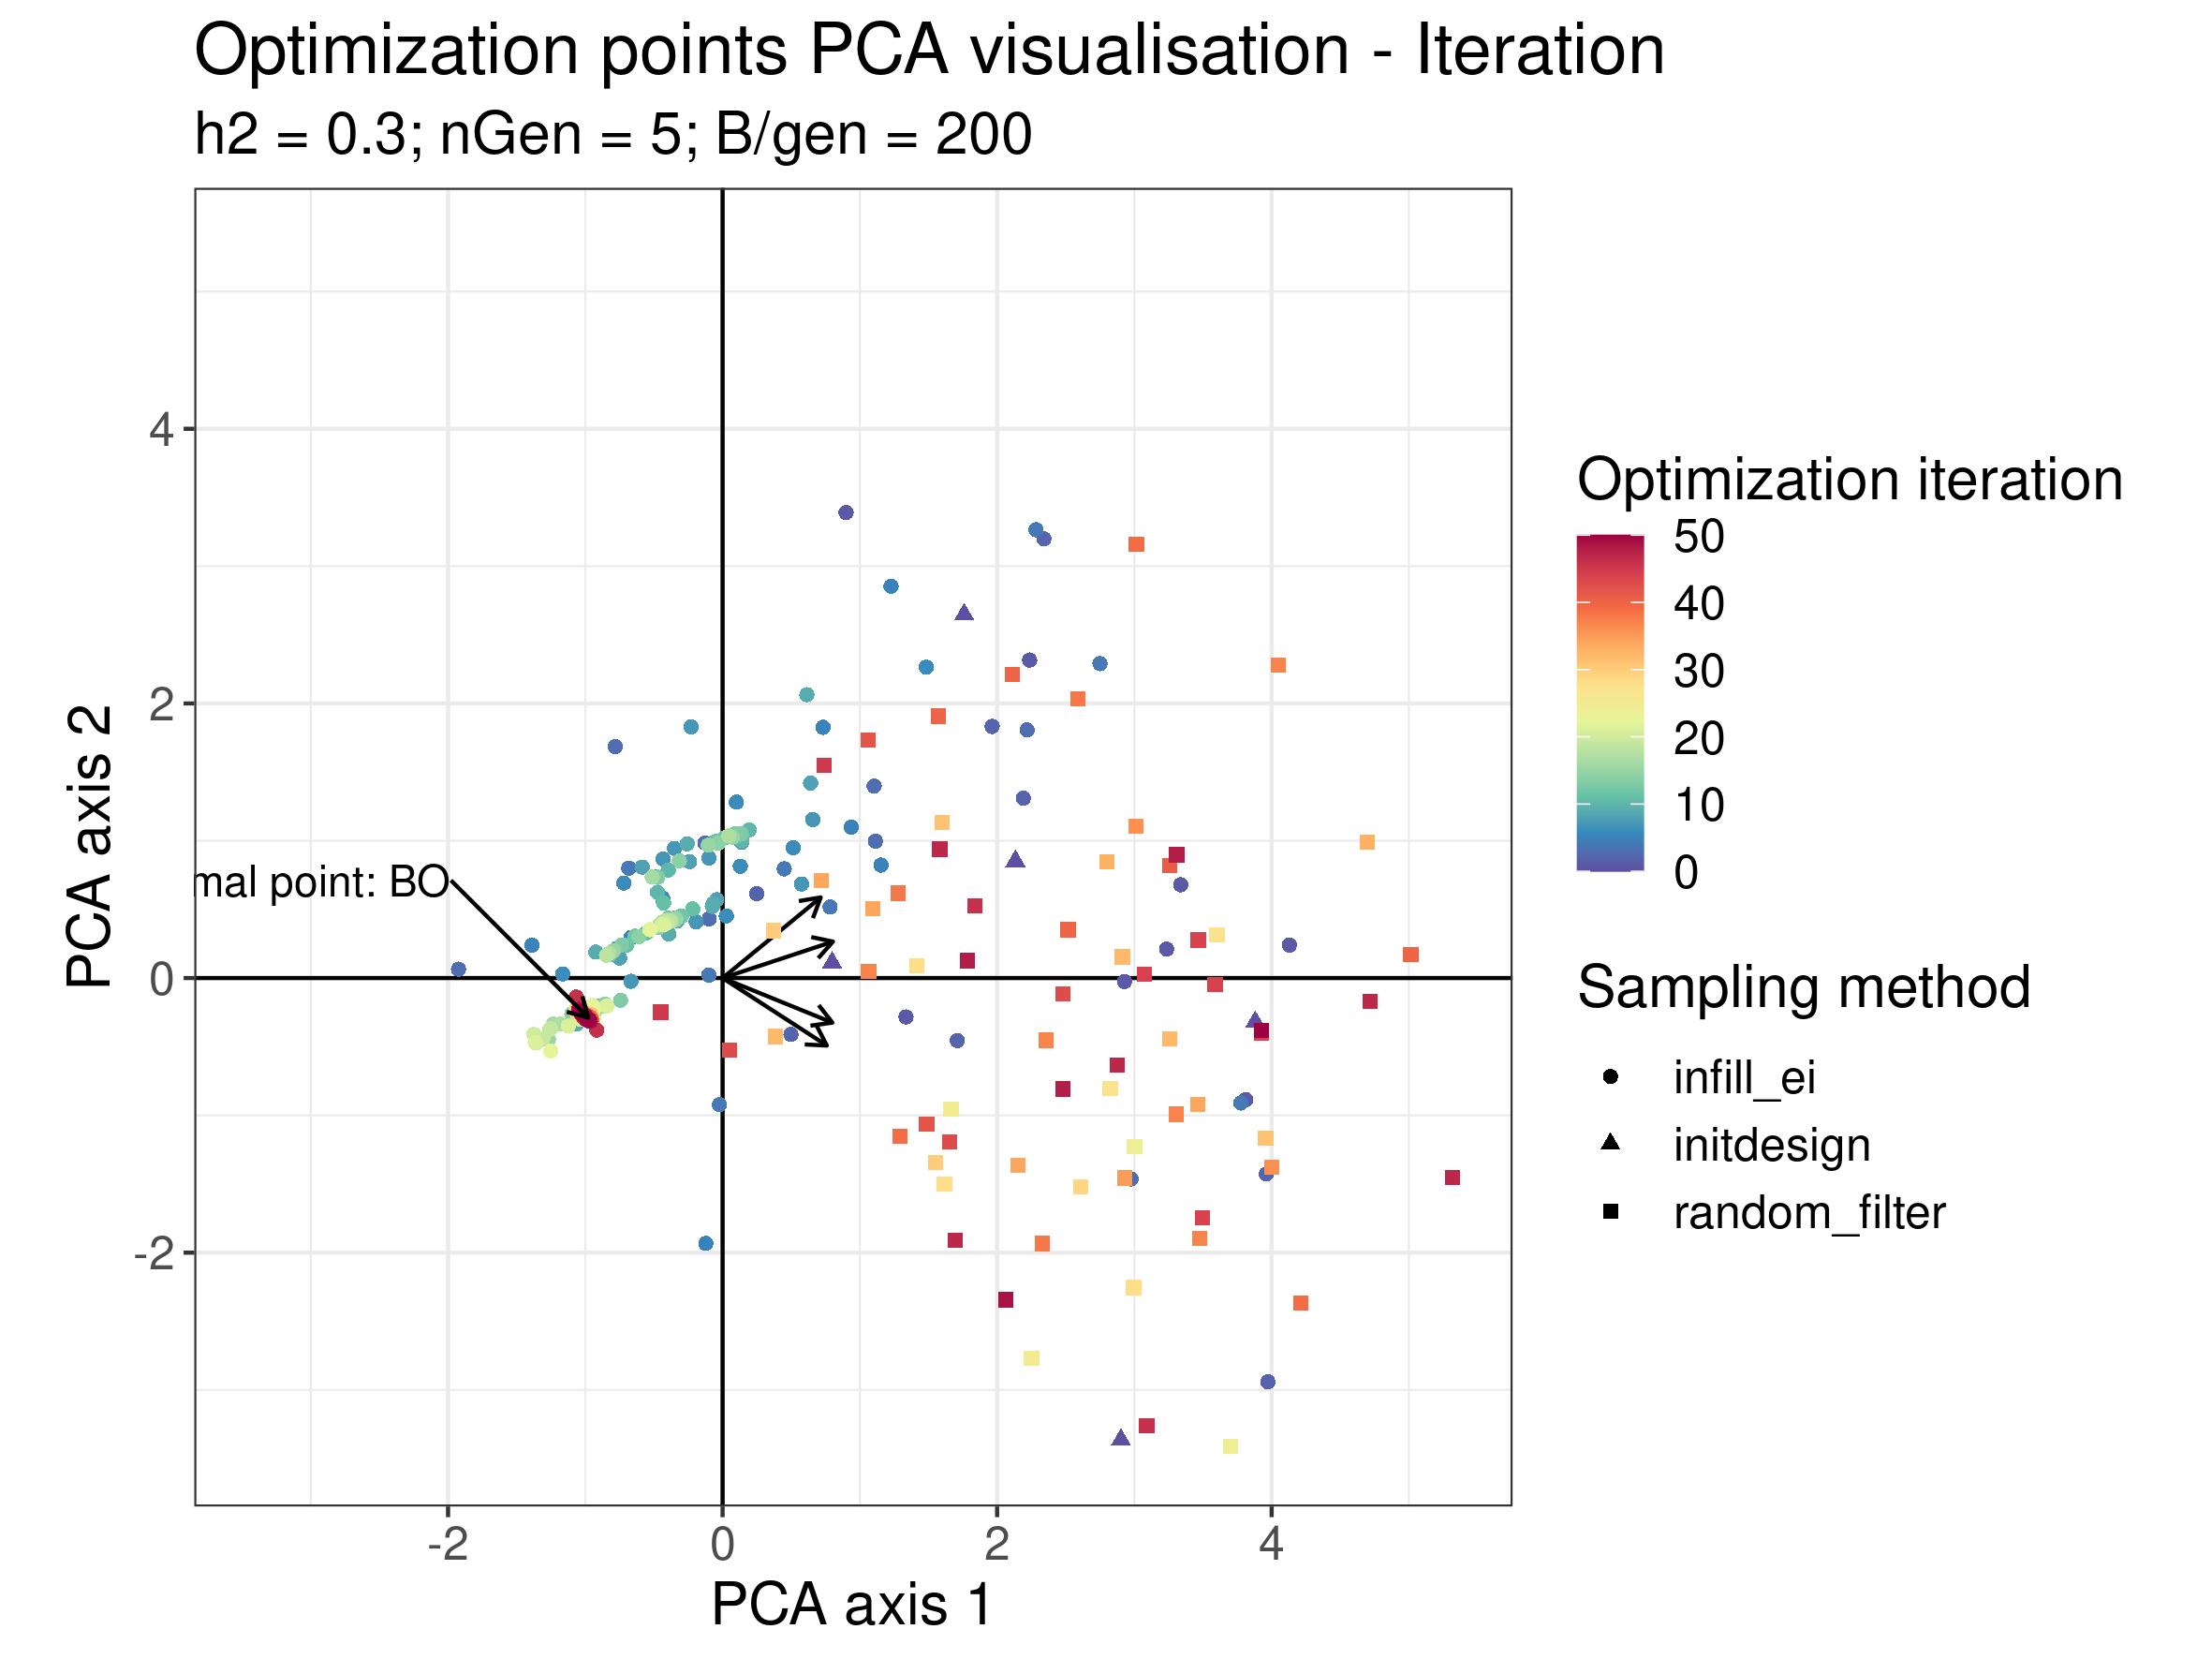 Optimization points PCA visualisation - Iteration
h2 = 0.3; nGen = 5; B/gen = 200
4
2
0
-2
PCA axis 2
mal point: BO
-2
0
2
4
PCA axis 1
Optimization iteration
50
40
30
20
10
0
Sampling method
infill_ei
initdesign
random_filter